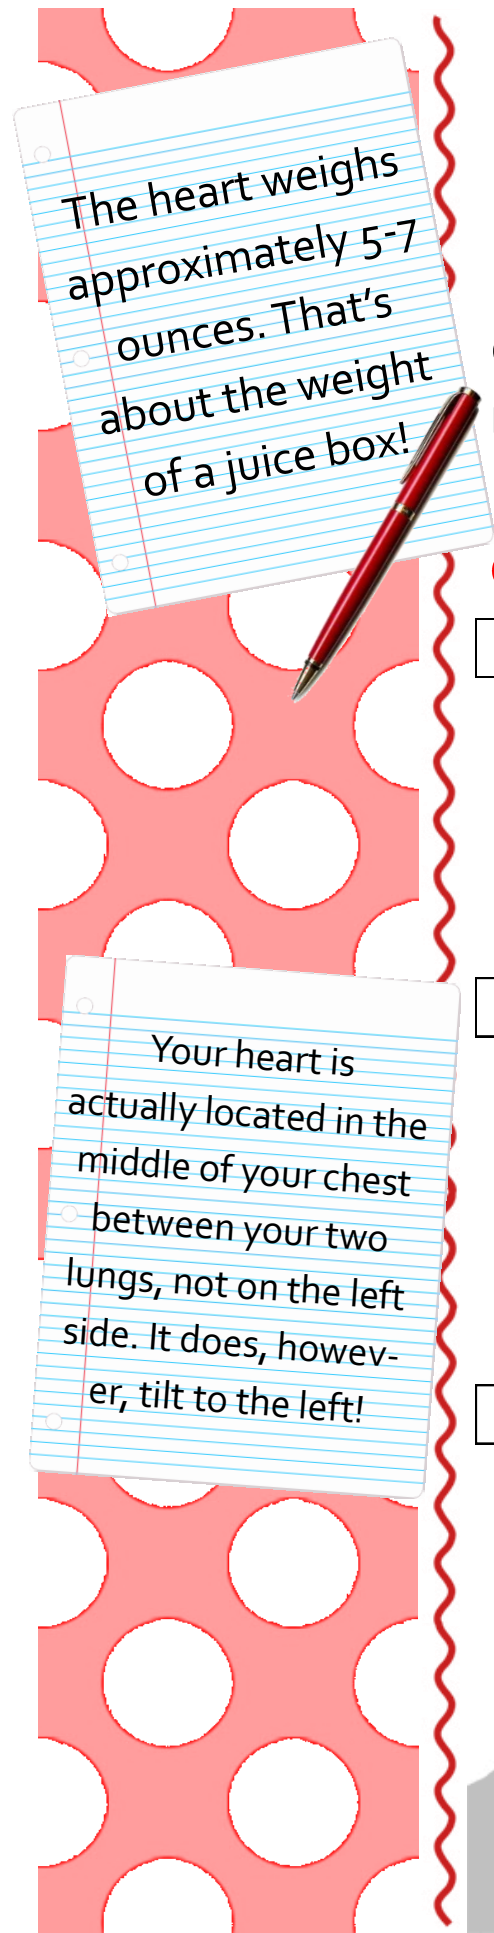 The heart weighs
approximately 5-7
ounces. That's
about the weight
of a juice box!
Your heart is
actually located in the
middle of your chest
between your two
lungs, not on the left
side. It does, howev-
er, tilt to the left!